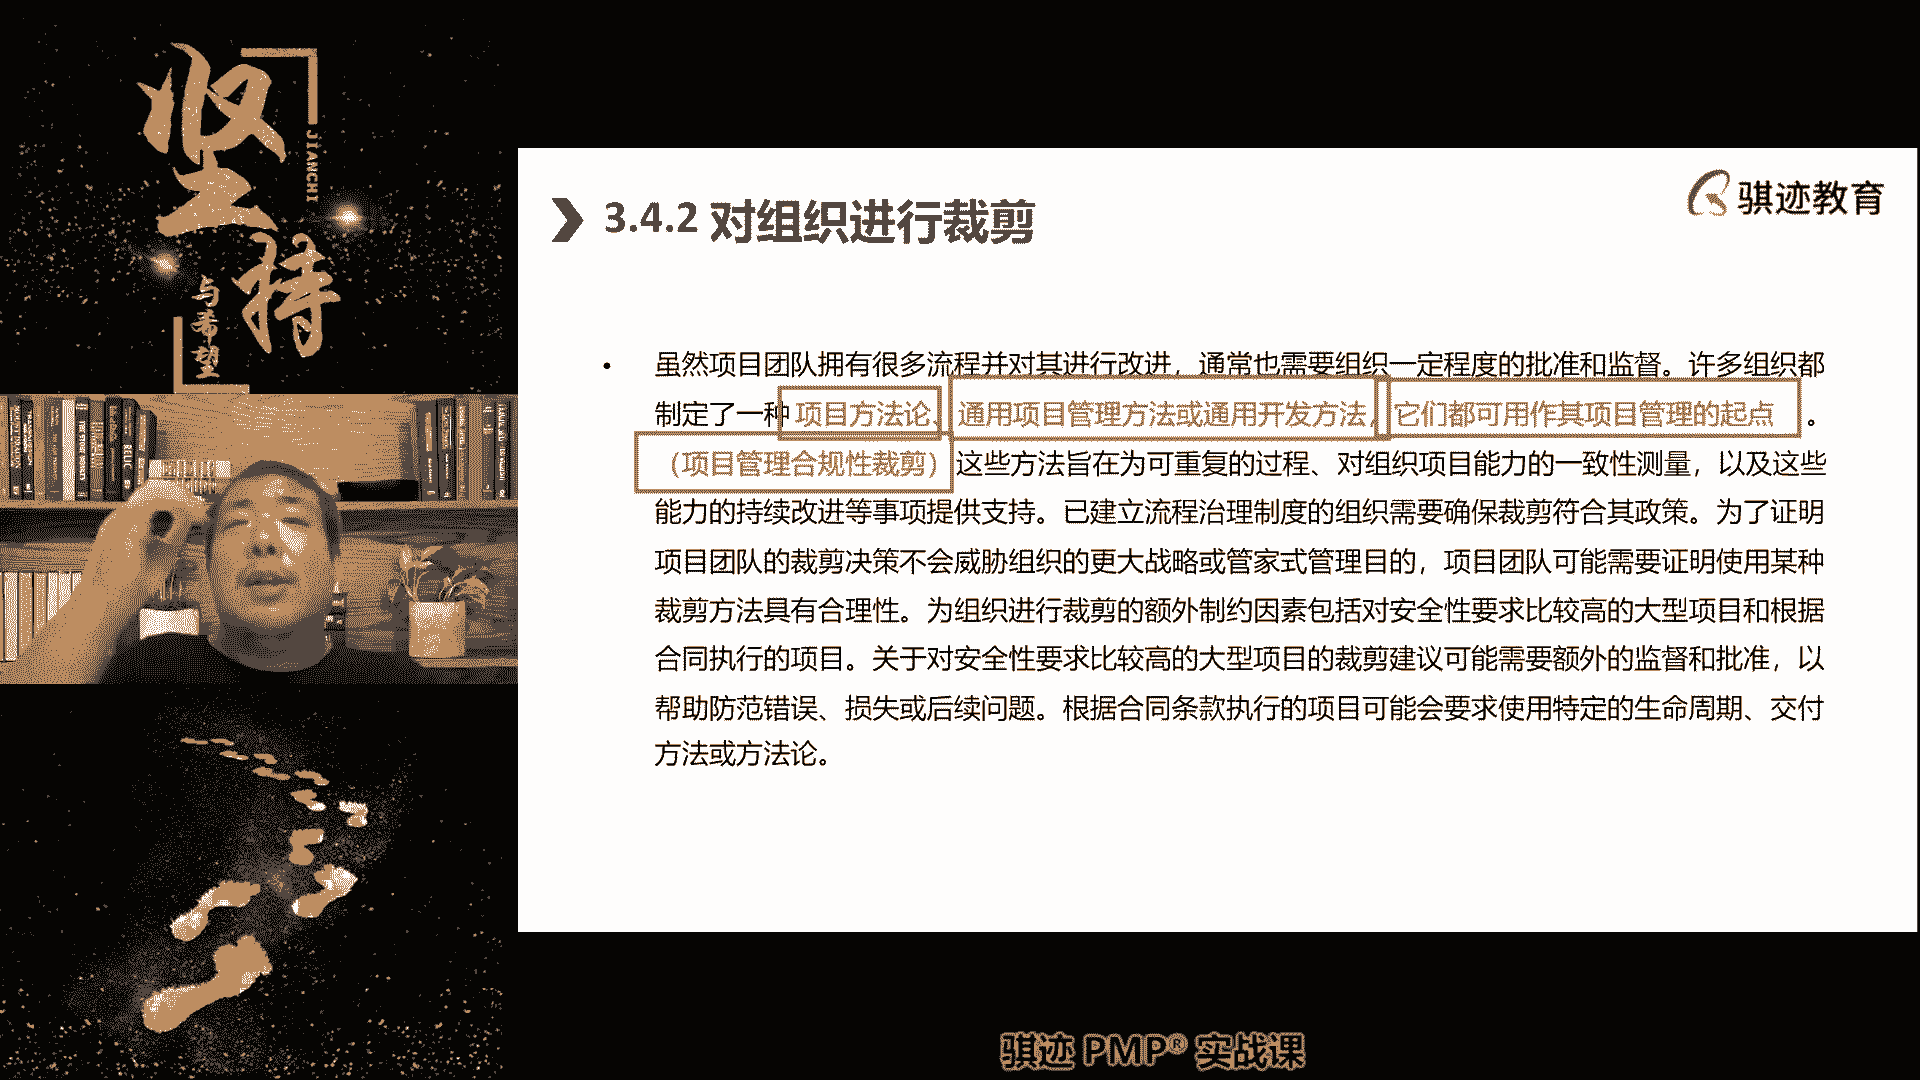 坚持
JIANCHI
与希望
骐迹教育
3.4.2 对组织进行裁剪
• 虽然项目团队拥有很多流程并对其进行改进，通常也需要组织一定程度的批准和监督。许多组织都
制定了一种项目方法论、通用项目管理方法或通用开发方法，它们都可用作其项目管理的起点。
（项目管理合规性裁剪）这些方法旨在为可重复的过程、对组织项目能力的一致性测量，以及这些
能力的持续改进等事项提供支持。已建立流程治理制度的组织需要确保裁剪符合其政策。为了证明
项目团队的裁剪决策不会威胁组织的更大战略或管家式管理目的，项目团队可能需要证明使用某种
裁剪方法具有合理性。为组织进行裁剪的额外制约因素包括对安全性要求比较高的大型项目和根据
合同执行的项目。关于对安全性要求比较高的大型项目的裁剪建议可能需要额外的监督和批准，以
帮助防范错误、损失或后续问题。根据合同条款执行的项目可能会要求使用特定的生命周期、交付
方法或方法论。
骐迹 PMP® 实战课